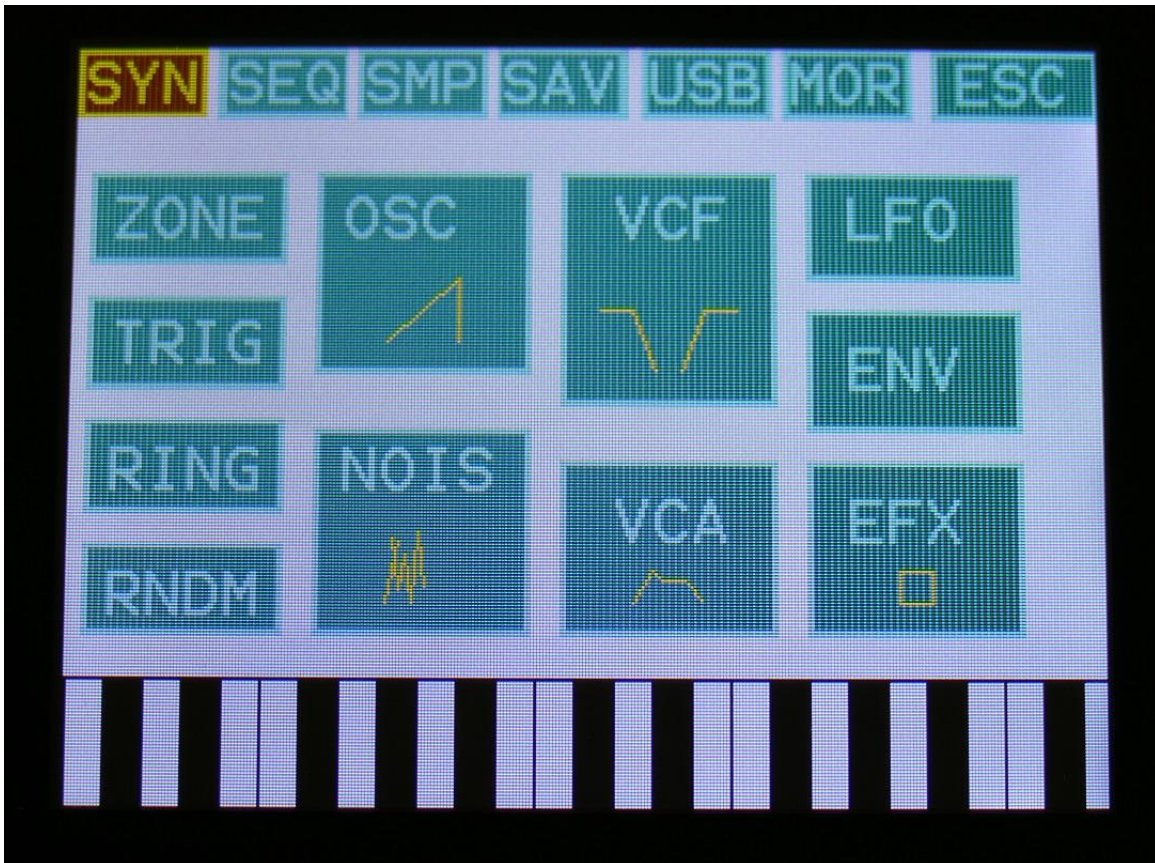 SYN SEQ SMP SAV USB MOR ESC
ZONE OSC VCF LFO
TRIG ENV
RING NOIS VCA EFX
RNDM